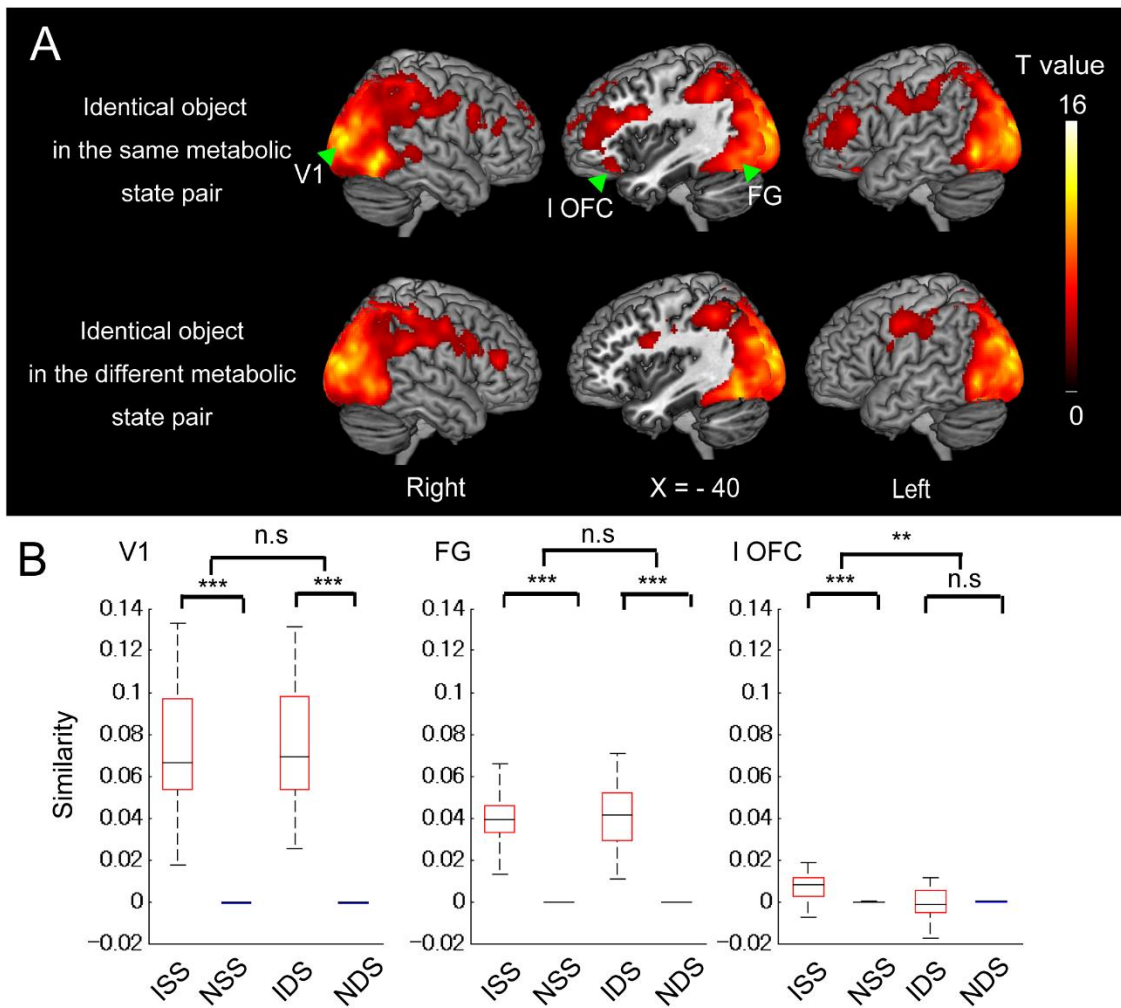 A
T value
16
Identical object
in the same metabolic
state pair
V1
l OFC
FG
0
Identical object
in the different metabolic
state pair
Right
X = - 40
Left
B
V1
n.s
***
***
FG
n.s
***
***
l OFC
**
***
n.s
Similarity
0.14
0.12
0.1
0.08
0.06
0.04
0.02
0
−0.02
ISS
NSS
IDS
NDS
0.14
0.12
0.1
0.08
0.06
0.04
0.02
0
−0.02
ISS
NSS
IDS
NDS
0.14
0.12
0.1
0.08
0.06
0.04
0.02
0
−0.02
ISS
NSS
IDS
NDS